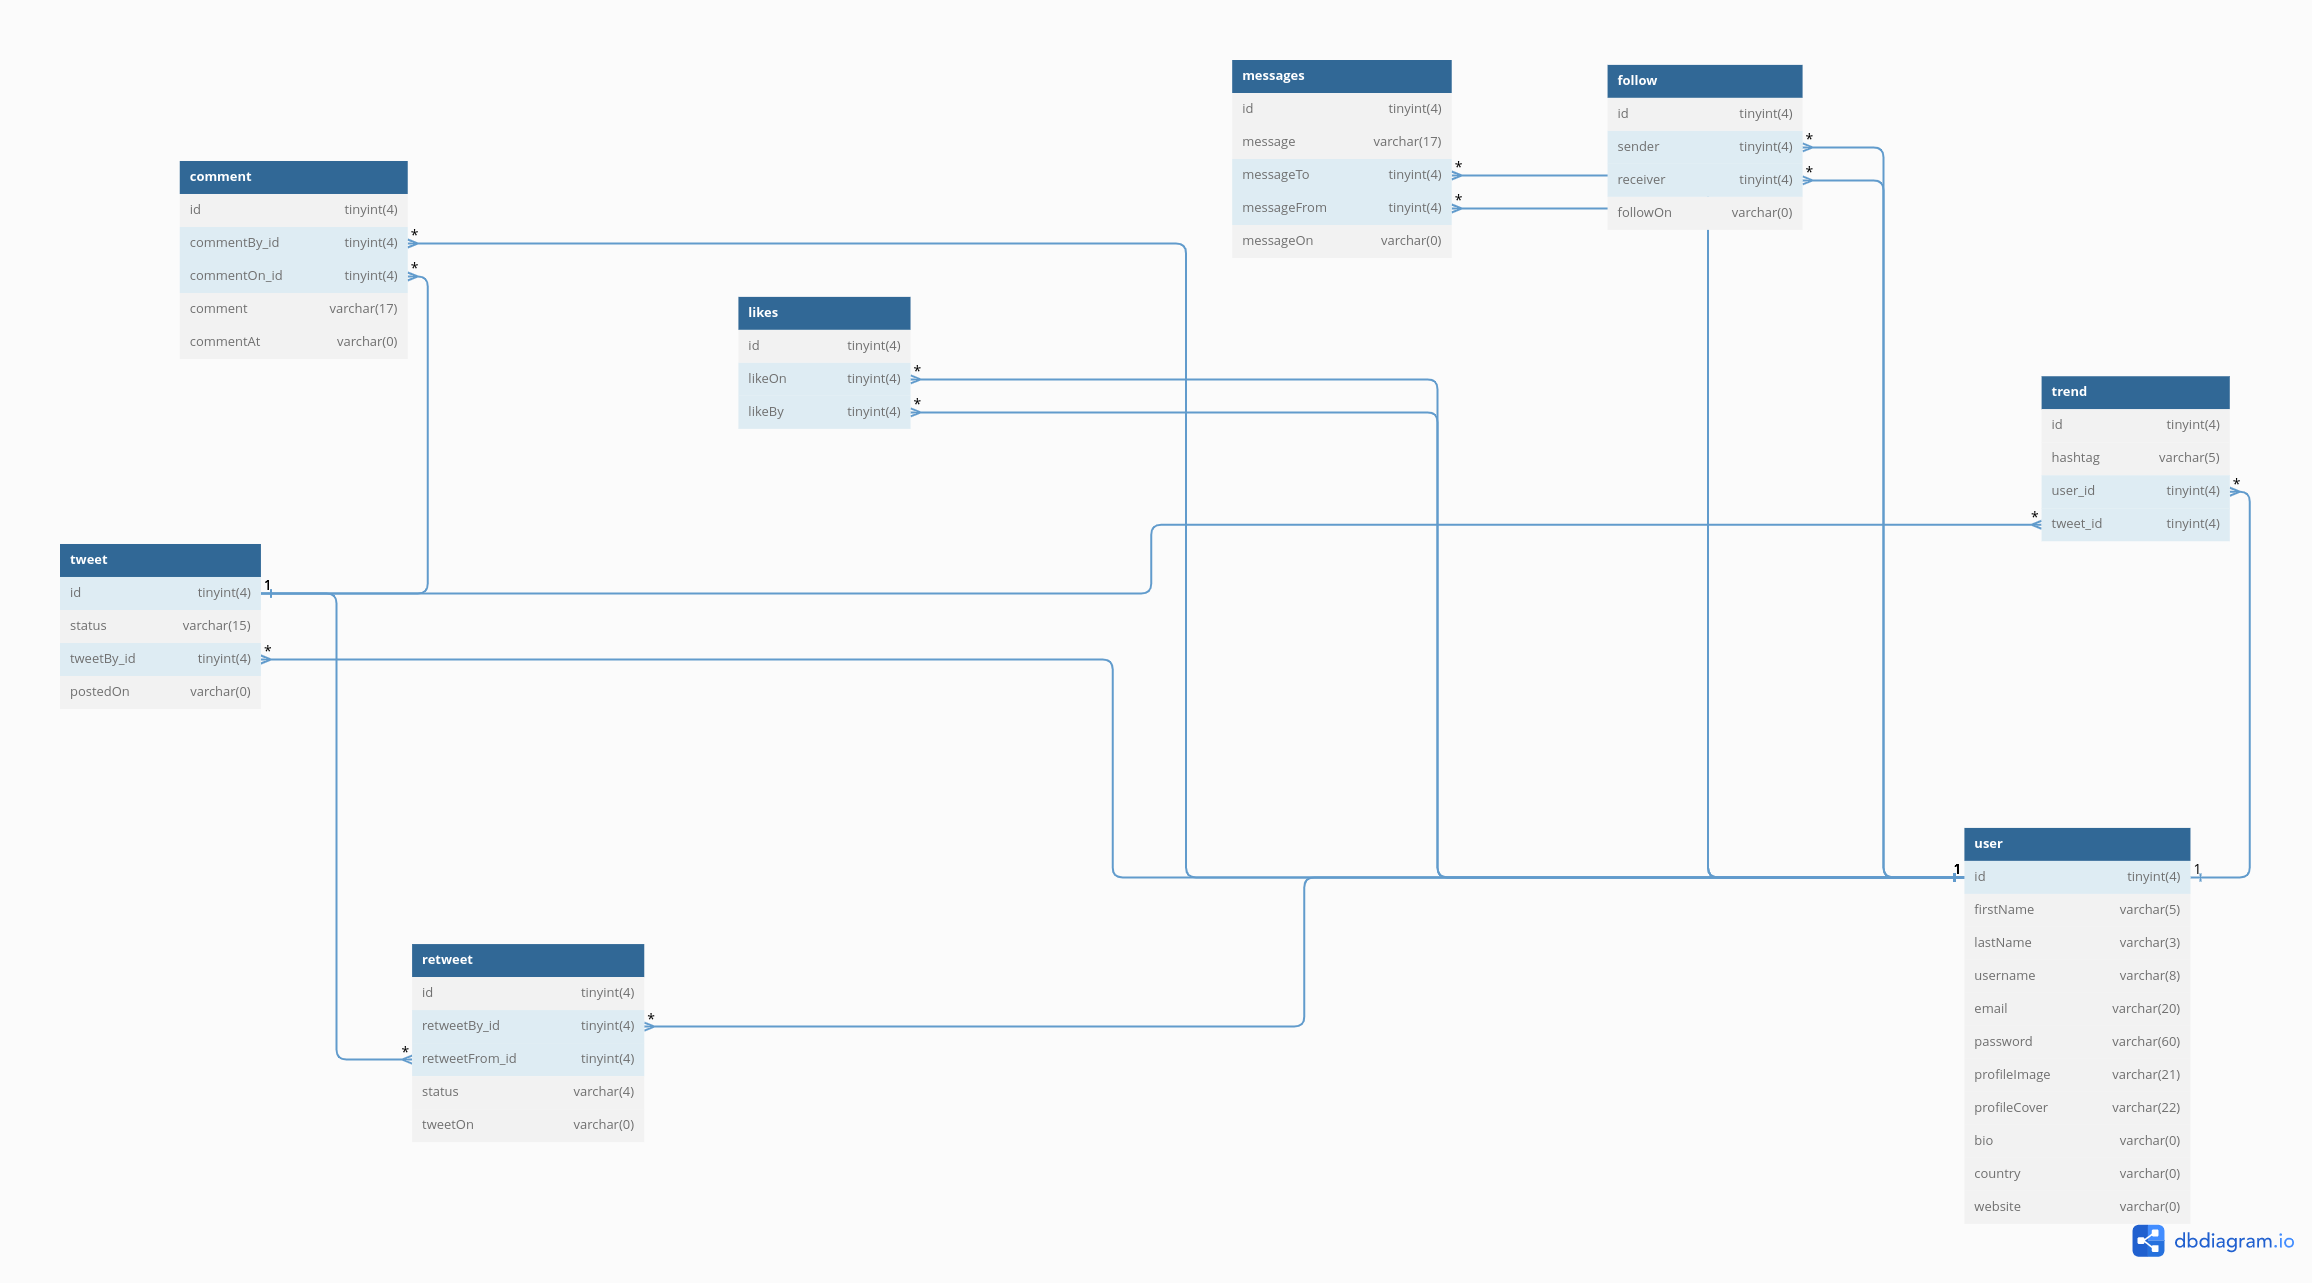 messages
id tinyint(4)
message varchar(17)
messageTo tinyint(4) *
messageFrom tinyint(4) *
messageOn varchar(0)
follow
id tinyint(4)
sender tinyint(4) *
receiver tinyint(4) *
followOn varchar(0)
comment
id tinyint(4)
commentBy_id tinyint(4) *
commentOn_id tinyint(4) *
comment varchar(17)
commentAt varchar(0)
likes
id tinyint(4)
likeOn tinyint(4) *
likeBy tinyint(4) *
trend
id tinyint(4)
hashtag varchar(5)
user_id tinyint(4) *
* tweet_id tinyint(4)
tweet
id tinyint(4) 1
status varchar(15)
tweetBy_id tinyint(4) *
postedOn varchar(0)
retweet
id tinyint(4)
retweetBy_id tinyint(4) *
* retweetFrom_id tinyint(4)
status varchar(4)
tweetOn varchar(0)
user
1 id tinyint(4) 1
firstName varchar(5)
lastName varchar(3)
username varchar(8)
email varchar(20)
password varchar(60)
profileImage varchar(21)
profileCover varchar(22)
bio varchar(0)
country varchar(0)
website varchar(0)
dbdiagram.io